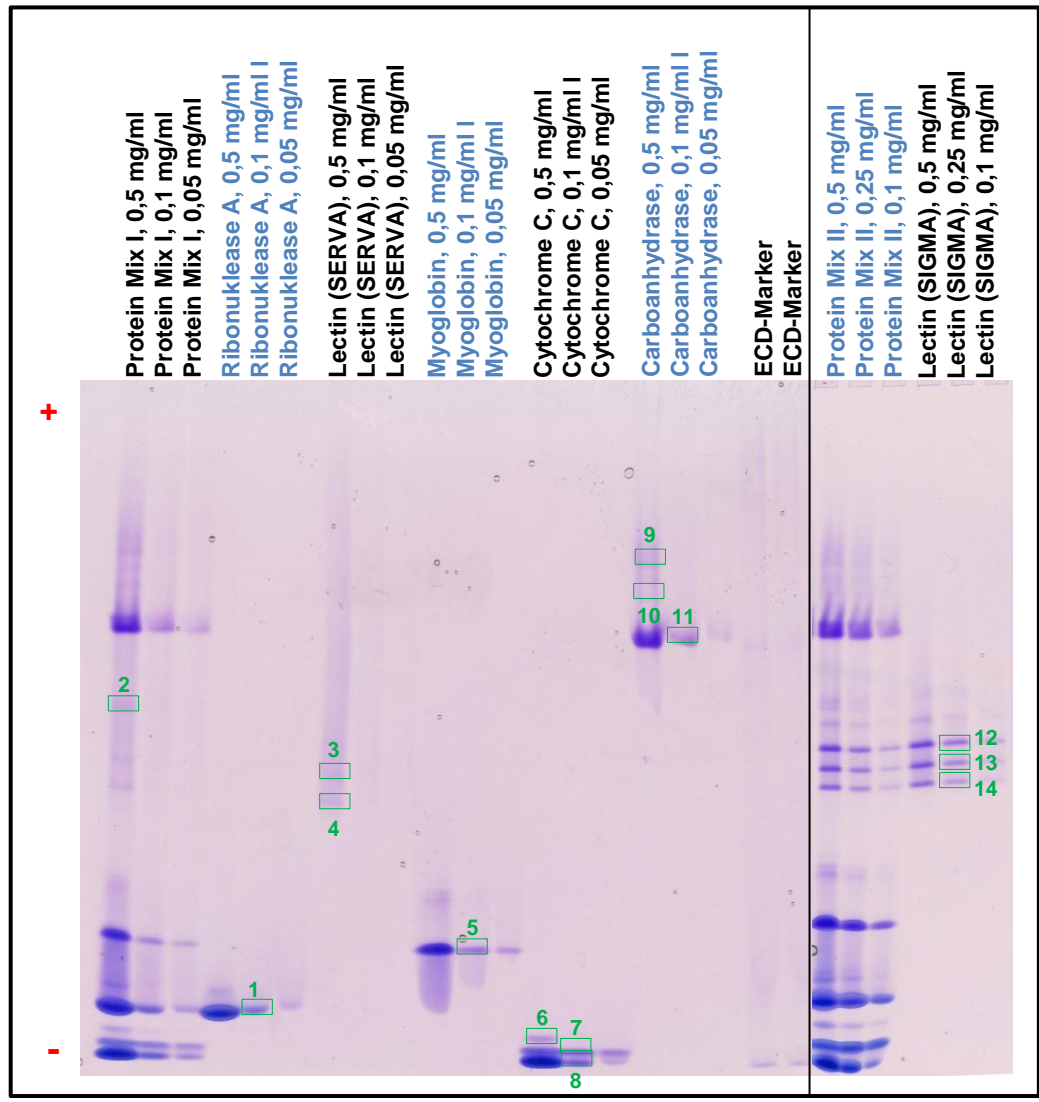 Protein Mix I, 0,5 mg/ml
Protein Mix I, 0,1 mg/ml
Protein Mix I, 0,05 mg/ml
Ribonuklease A, 0,5 mg/ml
Ribonuklease A, 0,1 mg/ml I
Ribonuklease A, 0,05 mg/ml
Lectin (SERVA), 0,5 mg/ml
Lectin (SERVA), 0,1 mg/ml
Lectin (SERVA), 0,05 mg/ml
Myoglobin, 0,5 mg/ml
Myoglobin, 0,1 mg/ml I
Myoglobin, 0,05 mg/ml
Cytochrome C, 0,5 mg/ml
Cytochrome C, 0,1 mg/ml I
Cytochrome C, 0,05 mg/ml
Carboanhydrase, 0,5 mg/ml
Carboanhydrase, 0,1 mg/ml I
Carboanhydrase, 0,05 mg/ml
ECD-Marker
ECD-Marker
Protein Mix II, 0,5 mg/ml
Protein Mix II, 0,25 mg/ml
Protein Mix II, 0,1 mg/ml
Lectin (SIGMA), 0,5 mg/ml
Lectin (SIGMA), 0,25 mg/ml
Lectin (SIGMA), 0,1 mg/ml
+
9
10 11
2
12
3
13
14
4
5
1
6
7
-
8